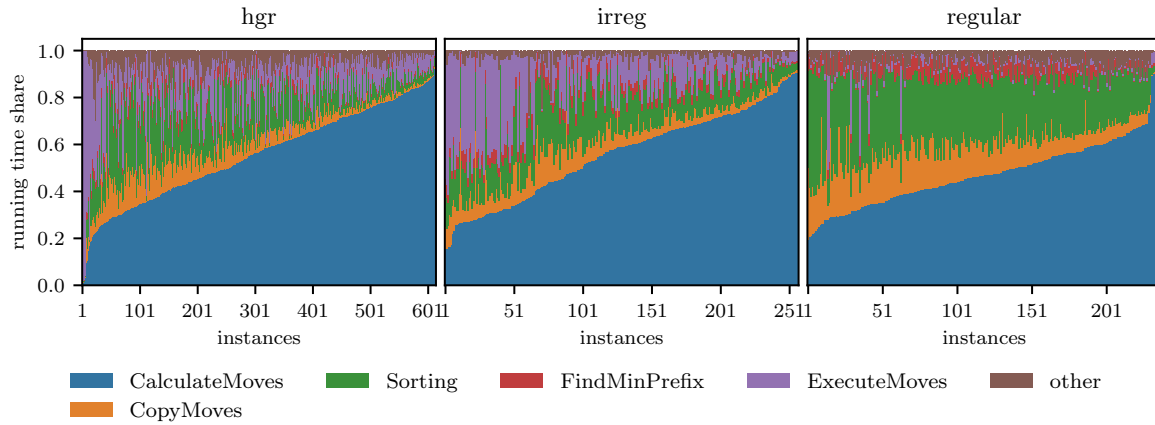 hgr irreg regular
running time share
1.0
0.8
0.6
0.4
0.2
0.0
1 101 201 301 401 501 601 1 51 101 151 201 251 1 51 101 151 201
instances instances instances
CalculateMoves Sorting FindMinPrefix ExecuteMoves other
CopyMoves